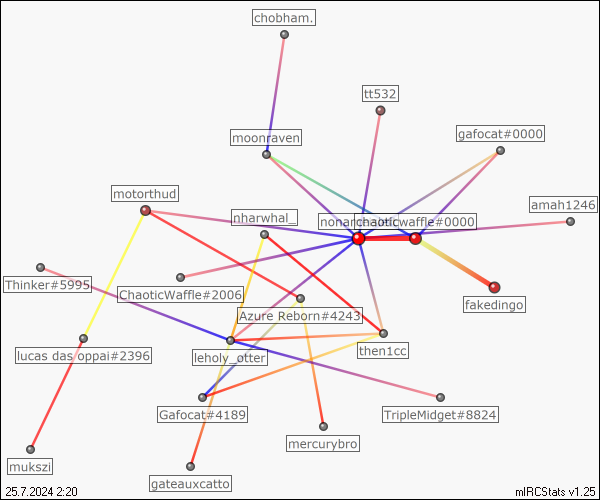 chobham.
tt532
moonraven
gafocat#0000
motorthud
amah1246
nharwhal_
chaoticwaffle#0000
Thinker#5995
ChaoticWaffle#2006
fakedingo
Azure Reborn#4243
lucas das oppai#2396
leholy_otter
then1cc
Gafocat#4189
TripleMidget#8824
mercurybro
mukszi
gateauxcatto
25.7.2024 2:20
mIRCStats v1.25